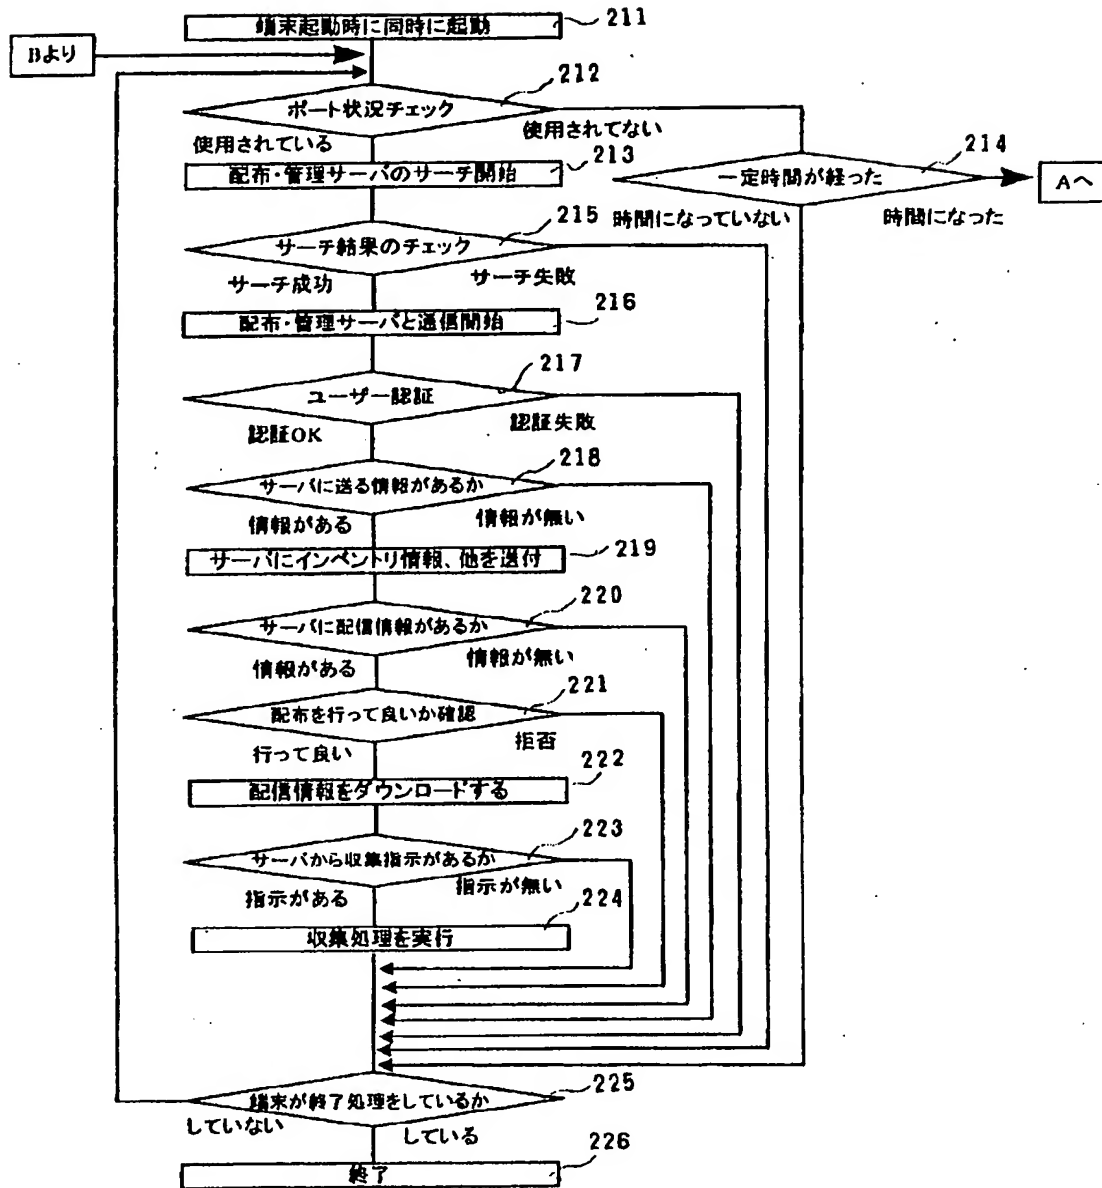 端末起動時に同時に起動
211
Bより
212
ポート状況チェック
使用されている
使用されてない
213
配布・管理サーバのサーチ開始
214
一定時間が経った
Aへ
時間になっていない
時間になった
215
サーチ結果のチェック
サーチ成功
サーチ失敗
216
配布・管理サーバと通信開始
217
ユーザー認証
認証OK
認証失敗
218
サーバに送る情報があるか
情報がある
情報が無い
219
サーバにインベントリ情報、他を送付
220
サーバに配信情報があるか
情報がある
情報が無い
221
配布を行って良いか確認
行って良い
拒否
222
配信情報をダウンロードする
223
サーバから収集指示があるか
指示がある
指示が無い
224
収集処理を実行
225
端末が終了処理をしているか
していない
している
226
終了